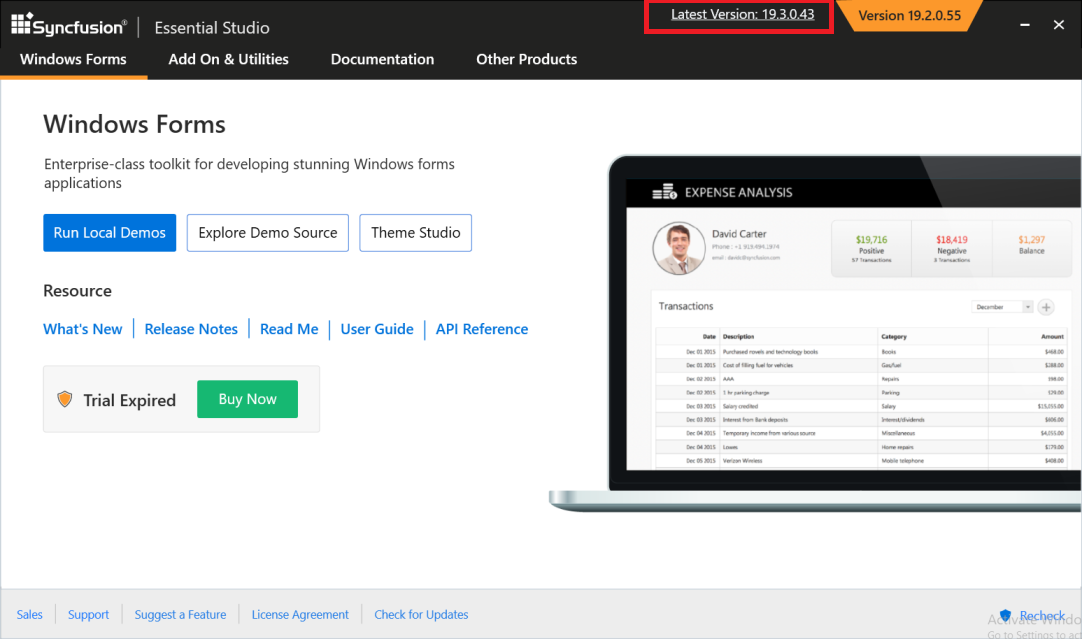 Syncfusion® | Essential Studio
Latest Version: 19.3.0.43
Version 19.2.0.55
Windows Forms
Add On & Utilities
Documentation
Other Products
Windows Forms
Enterprise-class toolkit for developing stunning Windows forms
applications
Run Local Demos
Explore Demo Source
Theme Studio
Resource
What's New
Release Notes
Read Me
User Guide
API Reference
Trial Expired
Buy Now
EXPENSE ANALYSIS
David Carter
Phone : +1 919.494.1974
email : davidc@syncfusion.com
$19,716
Positive
57 Transactions
$18,419
Negative
3 Transactions
$1,297
Balance
Transactions
December
Date Description Category Amount
Dec 01 2015 Purchased novels and technology books Books $468.00
Dec 01 2015 Cost of filling fuel for vehicles Gas/fuel $288.00
Dec 02 2015 AAA Repairs $98.00
Dec 02 2015 1 hr parking change Parking $29.00
Dec 03 2015 Salary credited Salary $15,055.00
Dec 03 2015 Interest from Bank deposits Interest/dividends $606.00
Dec 04 2015 Temporary income from various source Miscellaneous $4,055.00
Dec 04 2015 Lowes Home repairs $179.00
Dec 05 2015 Verizon Wireless Mobile telephone $408.00
Sales
Support
Suggest a Feature
License Agreement
Check for Updates
Recheck
Activate Windo
Go to Settings to act